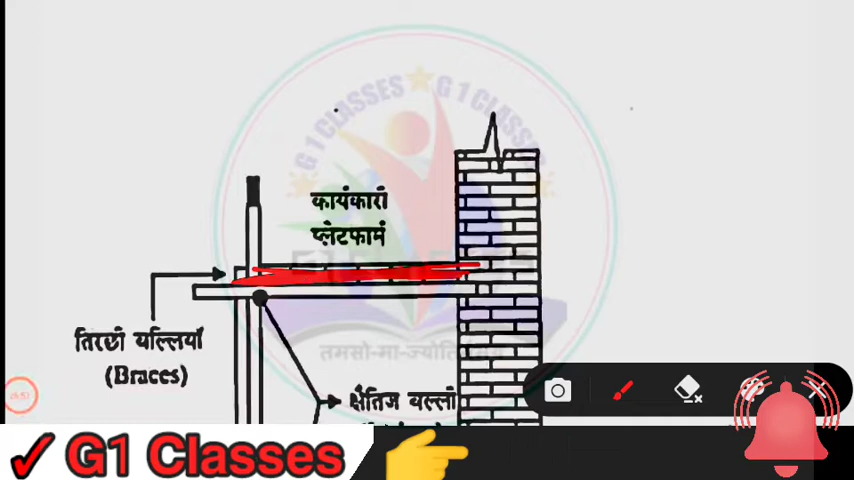 G1 CLASSES
G1 CLASSES
कार्यकारी
प्लेटफार्म
तिरछी बल्लियाँ
(Braces)
तमसो-मा-ज्योतिर्गमय
क्षैतिज बल्ली
G1 Classes